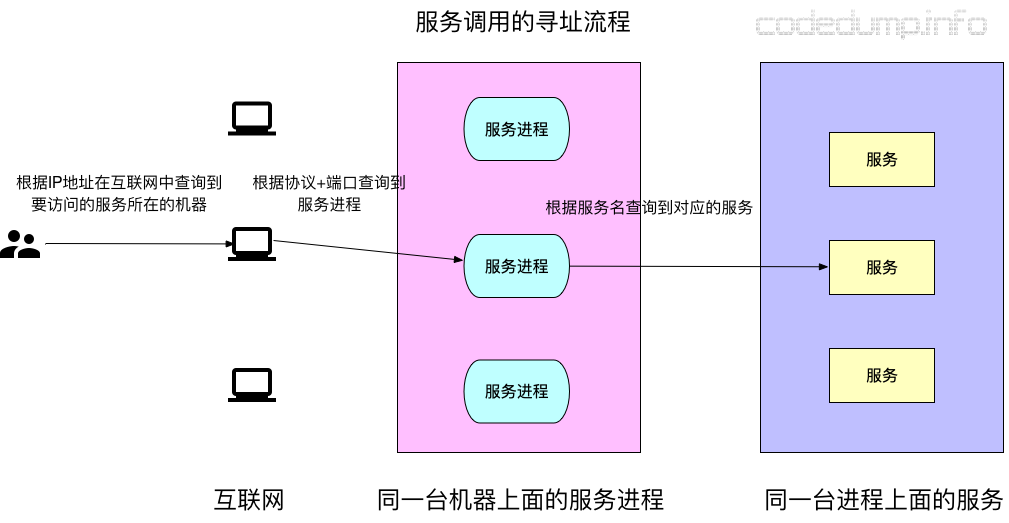 服务调用的寻址流程
codedump.info
服务进程
服务
根据IP地址在互联网中查询到
要访问的服务所在的机器
根据协议+端口查询到
服务进程
根据服务名查询到对应的服务
服务进程
服务
服务进程
服务
互联网
同一台机器上面的服务进程
同一台进程上面的服务